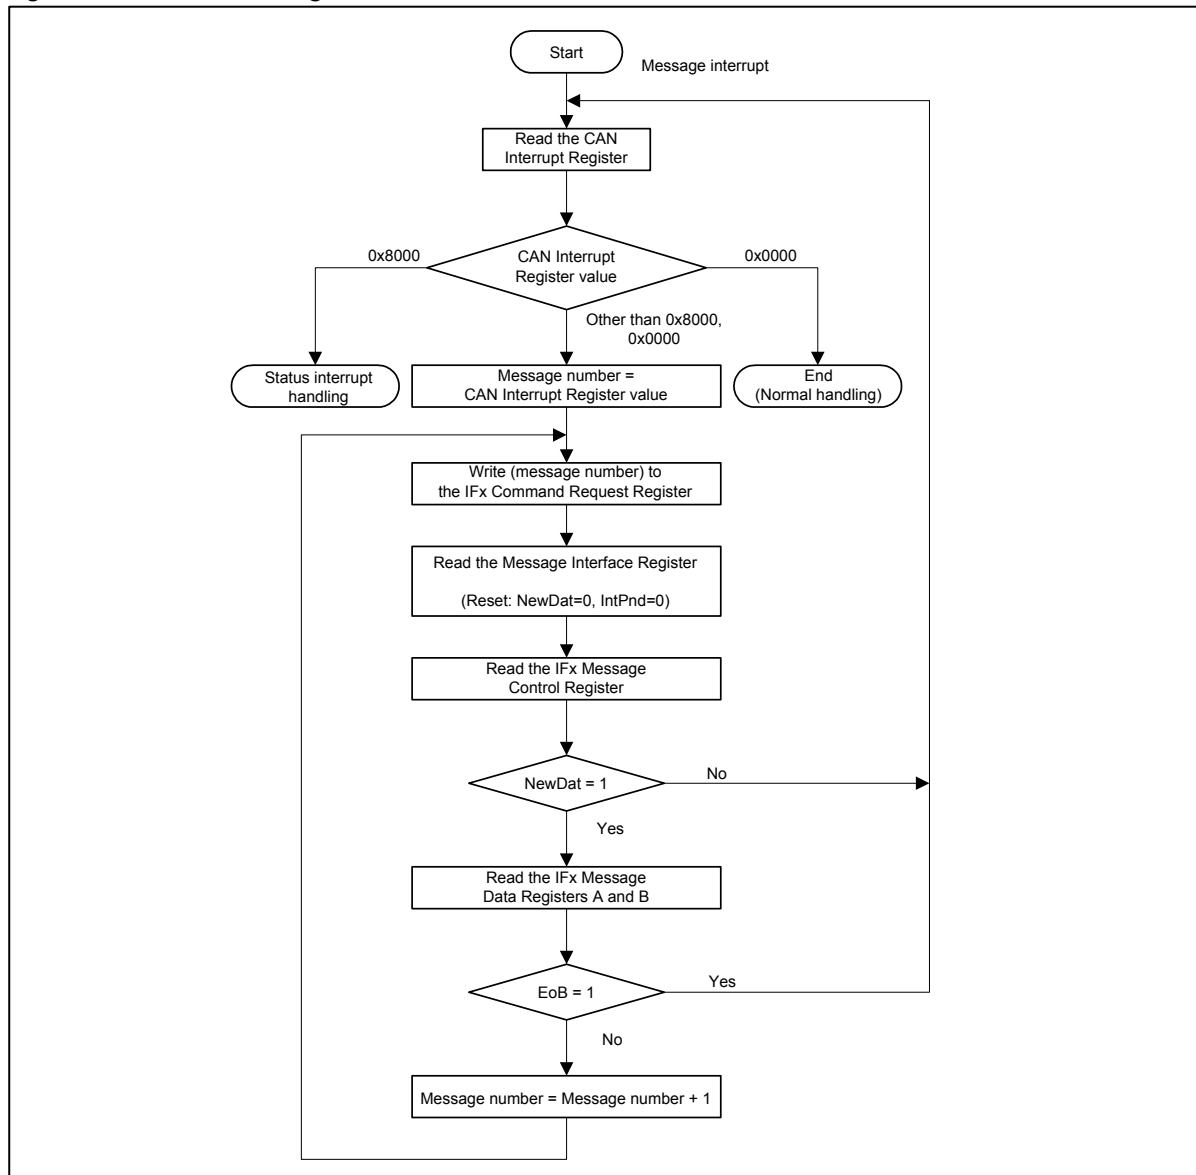 Start
Message interrupt
Read the CAN
Interrupt Register
0x8000
CAN Interrupt
Register value
0x0000
Other than 0x8000,
0x0000
Status interrupt
handling
Message number =
CAN Interrupt Register value
End
(Normal handling)
Write (message number) to
the IFx Command Request Register
Read the Message Interface Register
(Reset: NewDat=0, IntPnd=0)
Read the IFx Message
Control Register
NewDat = 1
No
Yes
Read the IFx Message
Data Registers A and B
EoB = 1
Yes
No
Message number = Message number + 1